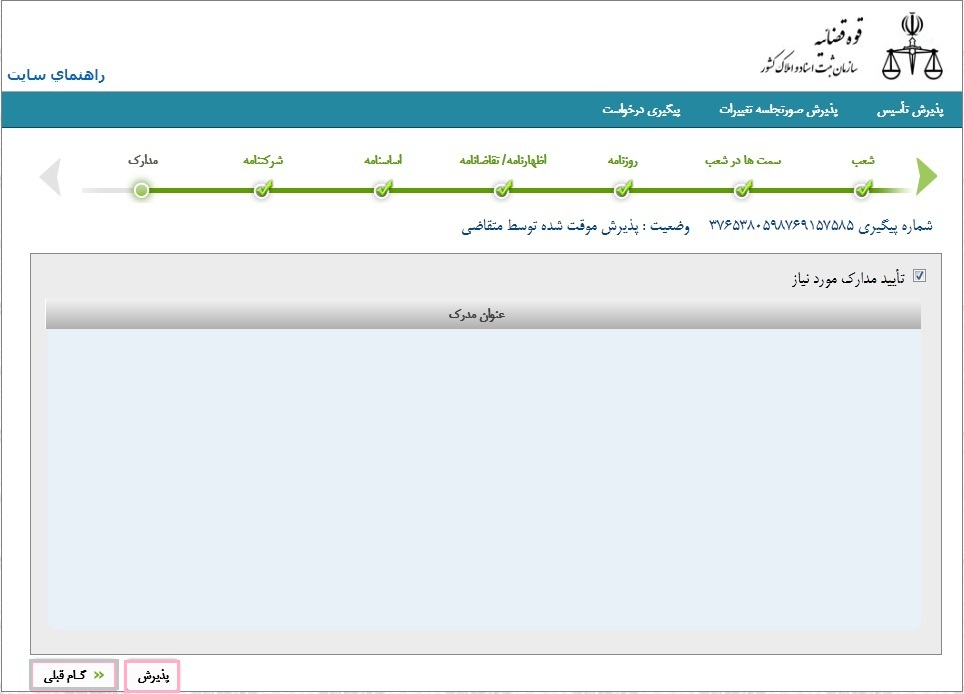 قوه قضائیه
سازمان ثبت اسناد و املاک کشور
راهنماي سايت
پذیرش تأسیس پذیرش صورتجلسه تغییرات پیگیری درخواست
شعب سمت ها در شعب روزنامه اظهارنامه/ تقاضانامه اساسنامه شرکتنامه مدارک
شماره پیگیری ۳۷۶۵۳۸۰۵۹۸۷۶۹۱۵۷۵۸۵ وضعیت : پذیرش موقت شده توسط متقاضی
تأیید مدارک مورد نیاز
عنوان مدرک
پذیرش گام قبلی »